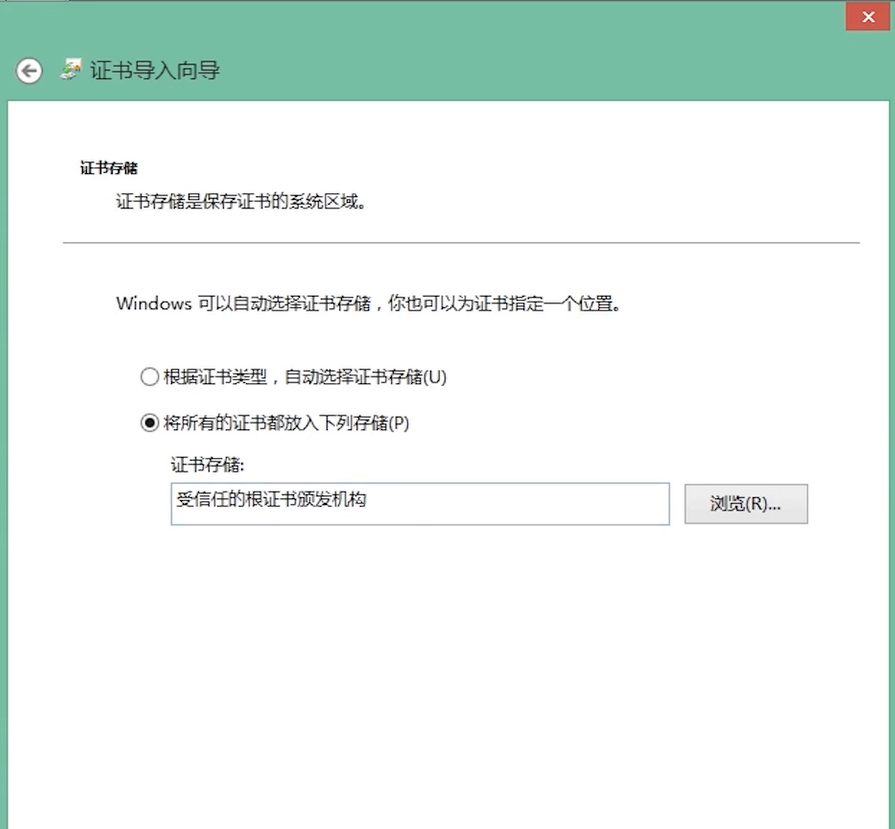 证书导入向导
证书存储
证书存储是保存证书的系统区域。
Windows 可以自动选择证书存储，你也可以为证书指定一个位置。
根据证书类型，自动选择证书存储(U)
将所有的证书都放入下列存储(P)
证书存储:
受信任的根证书颁发机构
浏览(R)...